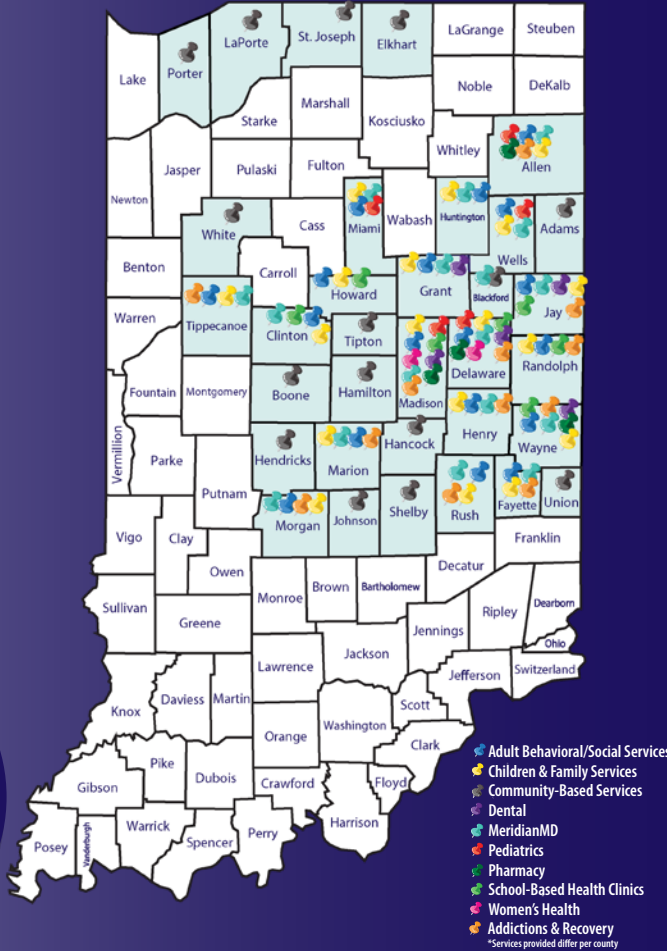 LaGrange
Steuben
LaPorte
St. Joseph
Elkhart
Lake
Porter
Noble
DeKalb
Marshall
Starke
Kosciusko
Whitley
Allen
Jasper
Pulaski
Fulton
Newton
White
Cass
Miami
Wabash
Huntington
Wells
Adams
Benton
Carroll
Howard
Grant
Blackford
Jay
Warren
Tippecanoe
Clinton
Tipton
Delaware
Randolph
Fountain
Montgomery
Boone
Hamilton
Madison
Vermillion
Parke
Putnam
Hendricks
Marion
Hancock
Henry
Wayne
Vigo
Clay
Morgan
Johnson
Shelby
Rush
Fayette
Union
Owen
Franklin
Decatur
Sullivan
Greene
Monroe
Brown
Bartholomew
Ripley
Dearborn
Jennings
Ohio
Lawrence
Jackson
Jefferson
Switzerland
Knox
Daviess
Martin
Scott
Orange
Washington
Clark
Gibson
Pike
Dubois
Crawford
Floyd
Harrison
Posey
Vanderburgh
Warrick
Spencer
Perry
Adult Behavioral/Social Services
Children & Family Services
Community-Based Services
Dental
MeridianMD
Pediatrics
Pharmacy
School-Based Health Clinics
Women's Health
Addictions & Recovery
*Services provided differ per county